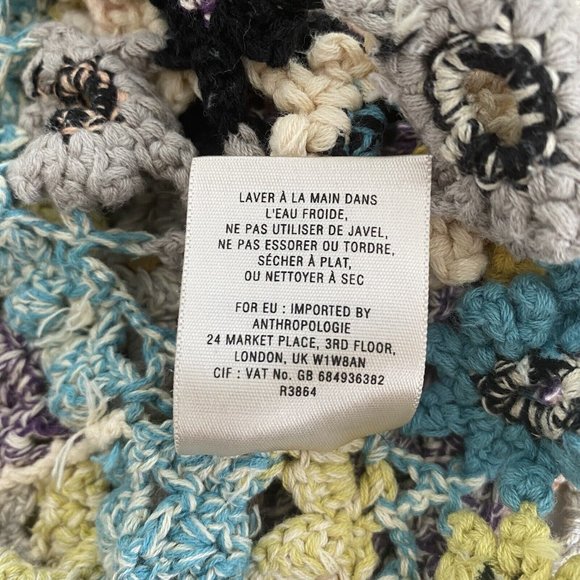 LAVER À LA MAIN DANS
L'EAU FROIDE,
NE PAS UTILISER DE JAVEL,
NE PAS ESSORER OU TORDRE,
SÉCHER À PLAT,
OU NETTOYER À SEC
FOR EU : IMPORTED BY
ANTHROPOLOGIE
24 MARKET PLACE, 3RD FLOOR,
LONDON, UK W1W8AN
CIF : VAT No. GB 684936382
R3864